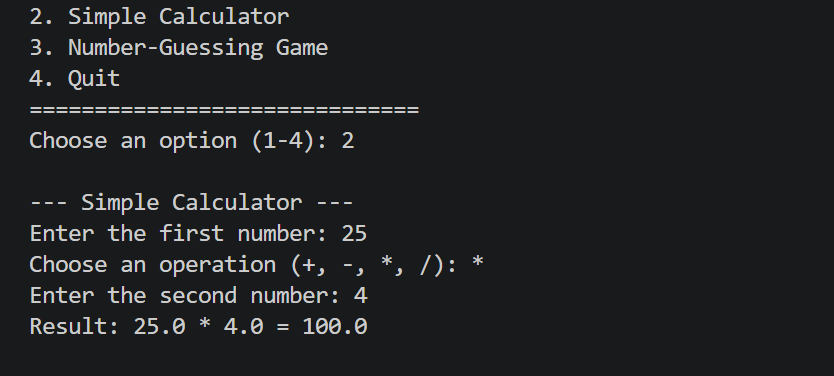 2. Simple Calculator
3. Number-Guessing Game
4. Quit
==============================
Choose an option (1-4): 2
--- Simple Calculator ---
Enter the first number: 25
Choose an operation (+, -, *, /): *
Enter the second number: 4
Result: 25.0 * 4.0 = 100.0